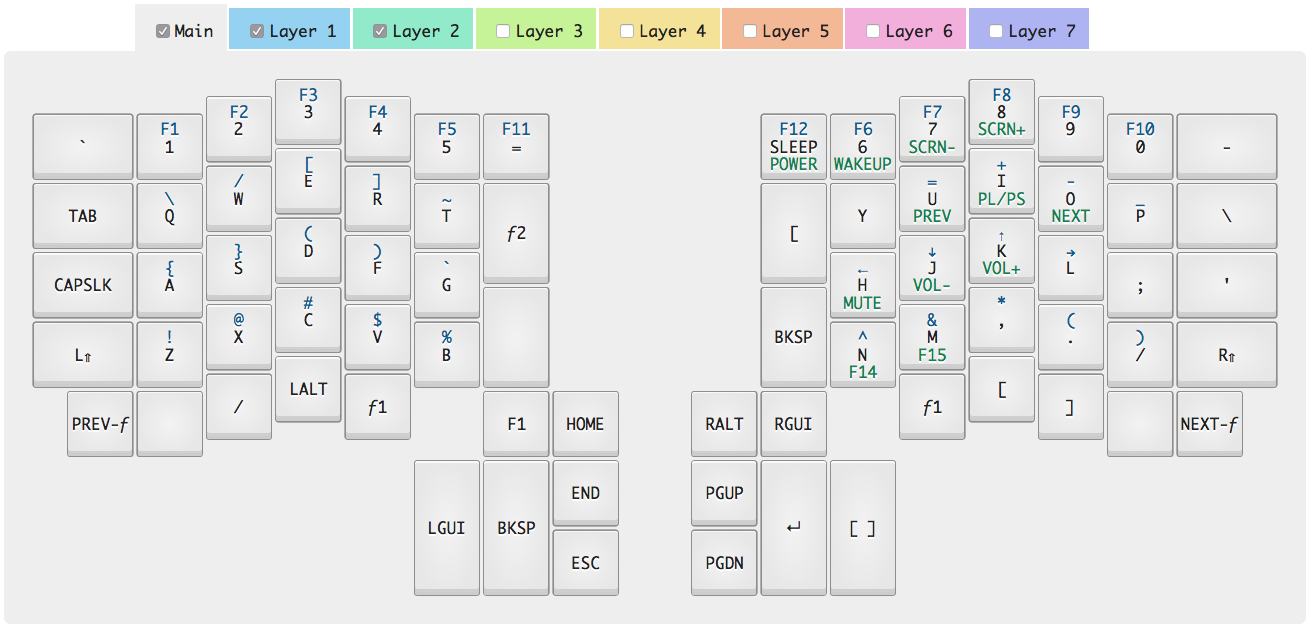 Main Layer 1 Layer 2 Layer 3 Layer 4 Layer 5 Layer 6 Layer 7
`
F1
1
F2
2
F3
3
F4
4
F5
5
F11
=
TAB
\
Q
/
W
[
E
]
R
~
T
ƒ2
CAPSLK
{
A
}
S
(
D
)
F
`
G
L⇑
!
Z
@
X
#
C
$
V
%
B
PREV-ƒ
/
LALT
ƒ1
F1
HOME
LGUI
BKSP
END
ESC
F12
SLEEP
POWER
F6
6
WAKEUP
F7
7
SCRN-
F8
8
SCRN+
F9
9
F10
0
-
[
Y
=
U
PREV
+
I
PL/PS
-
O
NEXT
_
P
\
←
H
MUTE
↓
J
VOL-
↑
K
VOL+
→
L
;
'
BKSP
^
N
F14
&
M
F15
*
,
(
.
)
/
R⇑
ƒ1
[
]
NEXT-ƒ
RALT
RGUI
PGUP
PGDN
↵
[ ]